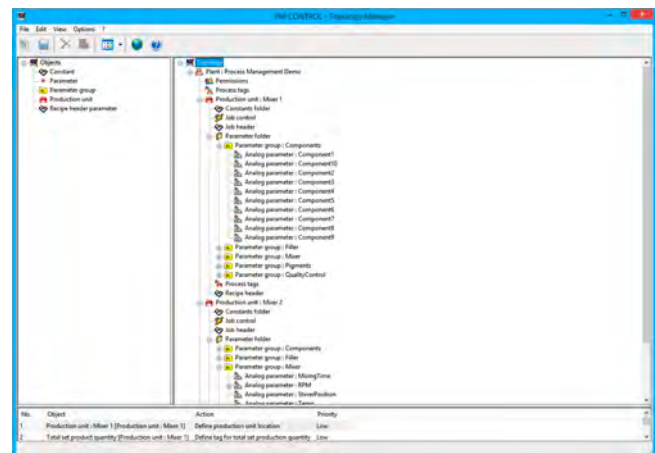 PM CONTROL - Topology Manager
File Edit View Options ?
Objects
Constant
Parameter
Parameter group
Production unit
Recipe header parameter
Topology
Plant : Process Management Demo
Permissions
Process tags
Production unit : Mixer 1
Constants folder
Job control
Job header
Parameter folder
Parameter group : Components
Analog parameter : Component1
Analog parameter : Component10
Analog parameter : Component2
Analog parameter : Component3
Analog parameter : Component4
Analog parameter : Component5
Analog parameter : Component6
Analog parameter : Component7
Analog parameter : Component8
Analog parameter : Component9
Parameter group : Filler
Parameter group : Mixer
Parameter group : Pigments
Parameter group : QualityControl
Process tags
Recipe header
Production unit : Mixer 2
Constants folder
Job control
Job header
Parameter folder
Parameter group : Components
Parameter group : Filler
Parameter group : Mixer
Analog parameter : MixingTime
Analog parameter : RPM
Analog parameter : StirrerPosition
Analog parameter : Temp
No. Object Action Priority
1 Production unit : Mixer 1 [Production unit : Mixer 1] Define production unit location Low
2 Total set product quantity [Production unit : Mixer 1] Define tag for total set production quantity Low